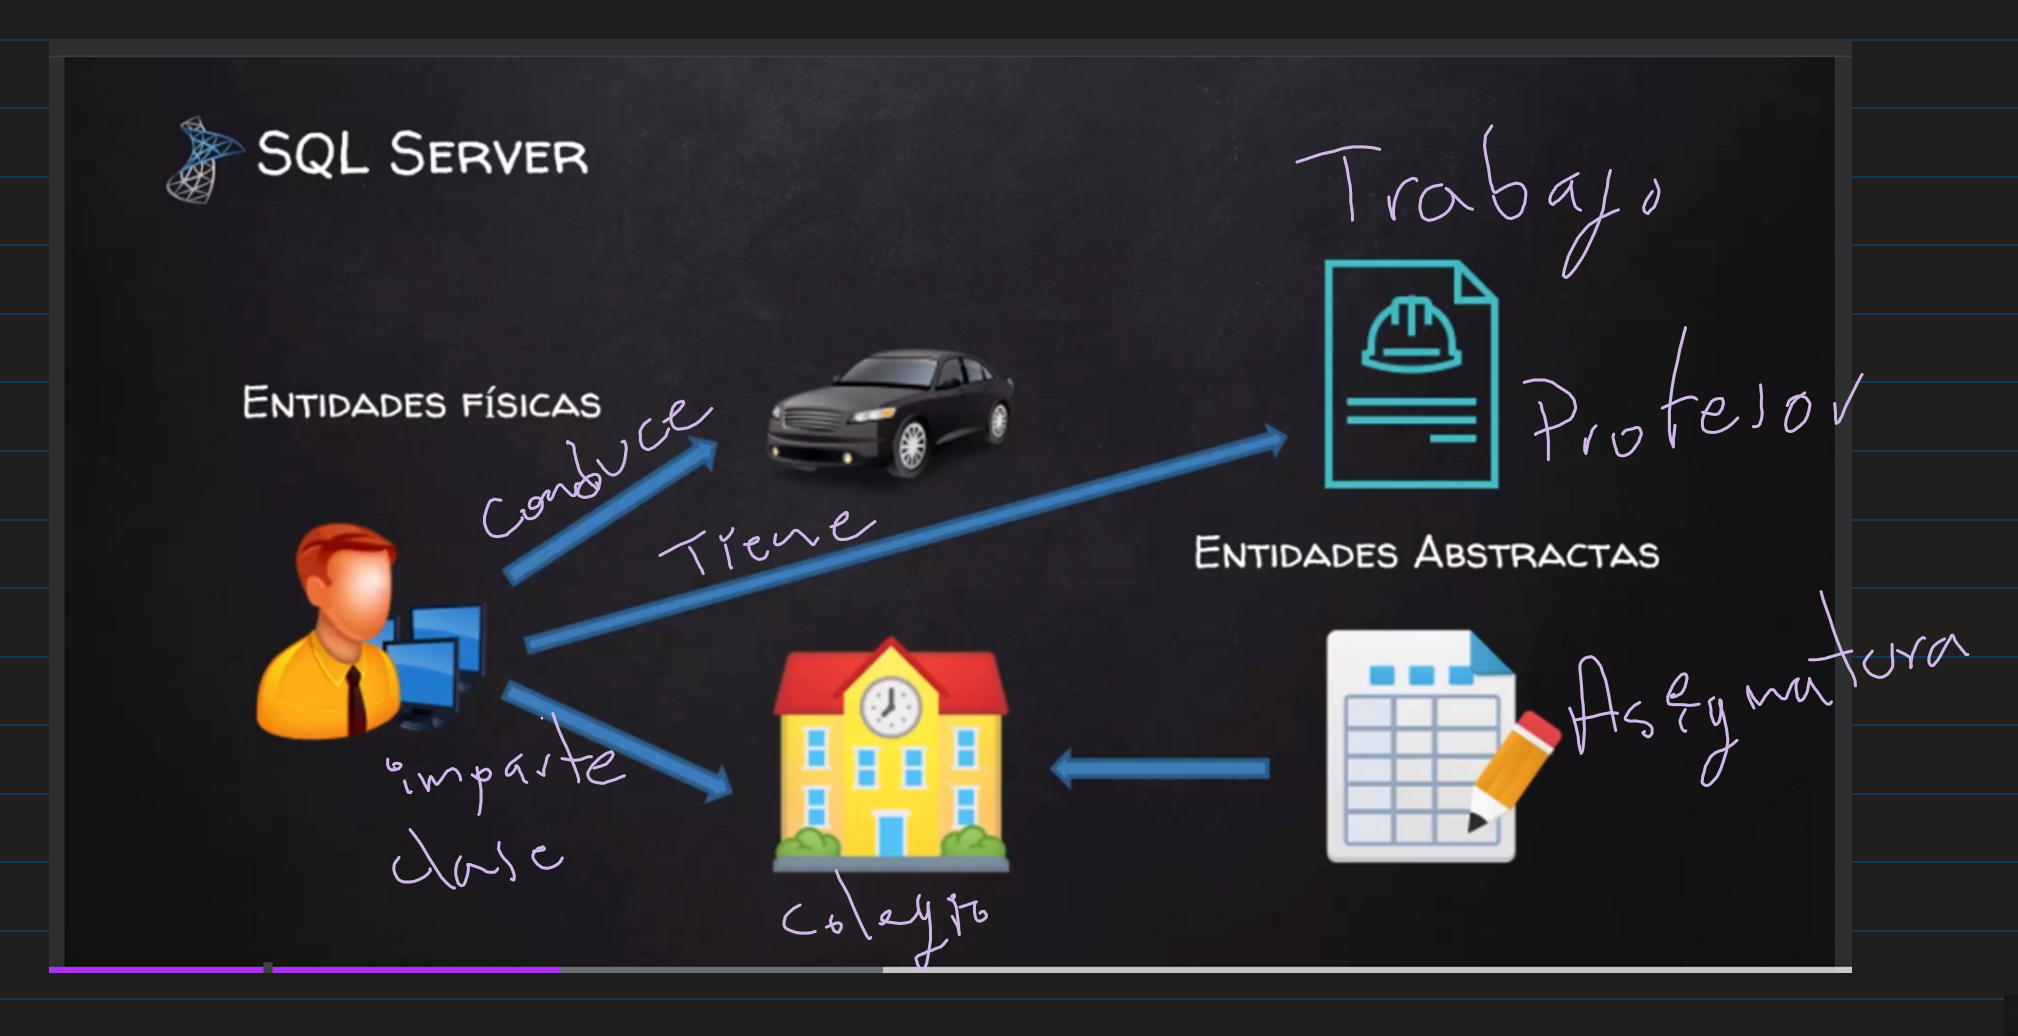 SQL SERVER
Trabajo
ENTIDADES FÍSICAS
Conduce
Profesor
Tiene
ENTIDADES ABSTRACTAS
Asignatura
imparte
clase
Colegio